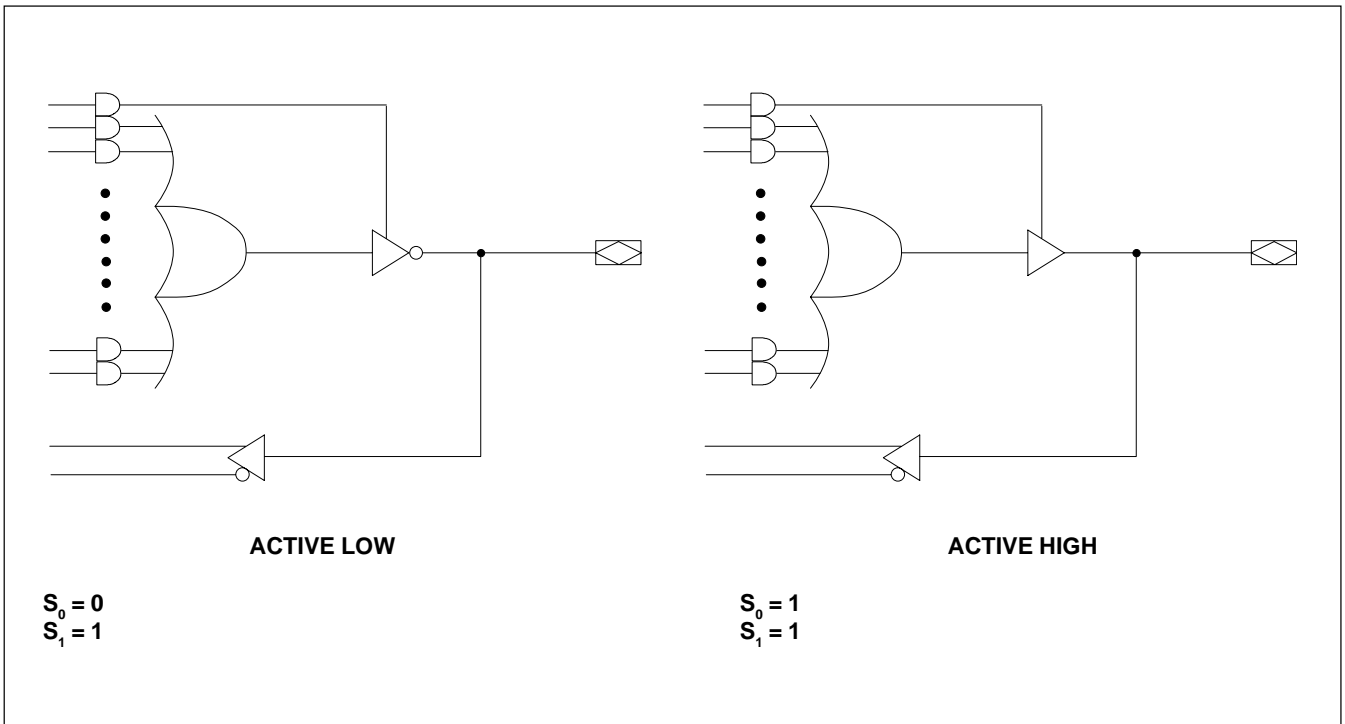 ACTIVE LOW
ACTIVE HIGH
S₀ = 0
S₁ = 1
S₀ = 1
S₁ = 1